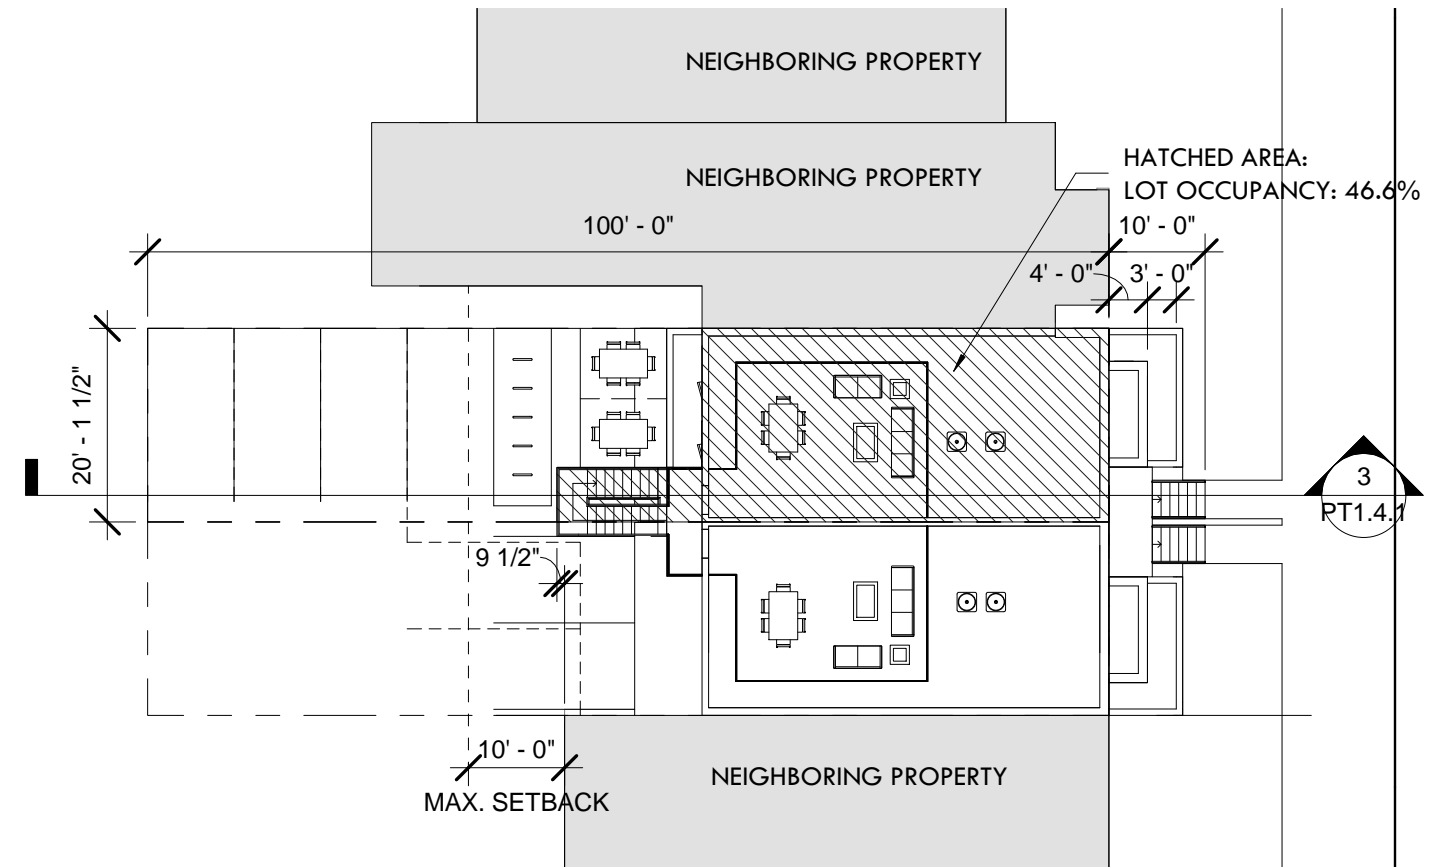 NEIGHBORING PROPERTY
NEIGHBORING PROPERTY
HATCHED AREA:
LOT OCCUPANCY: 46.6%
100' - 0"
10' - 0"
4' - 0"
3' - 0"
20' - 1 1/2"
3
PT1.4.1
9 1/2"
10' - 0"
MAX. SETBACK
NEIGHBORING PROPERTY